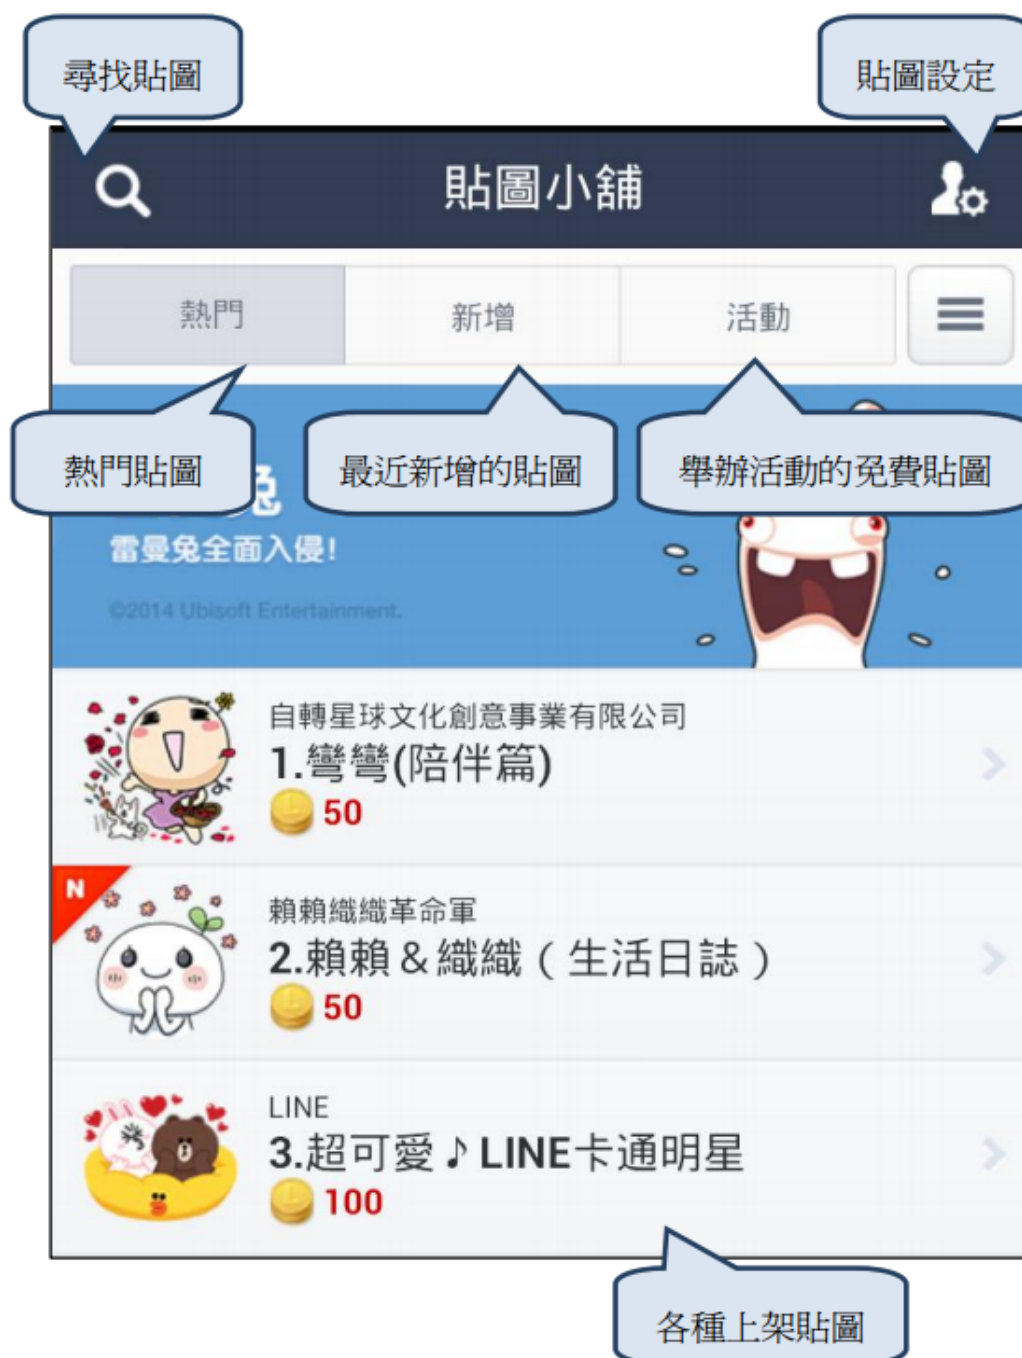 尋找貼圖
貼圖設定
貼圖小舖
熱門
新增
活動
熱門貼圖
最近新增的貼圖
舉辦活動的免費貼圖
兔
雷曼兔全面入侵!
©2014 Ubisoft Entertainment.
自轉星球文化創意事業有限公司
1.彎彎(陪伴篇)
50
N
賴賴織織革命軍
2.賴賴＆織織（生活日誌）
50
LINE
3.超可愛♪LINE卡通明星
100
各種上架貼圖